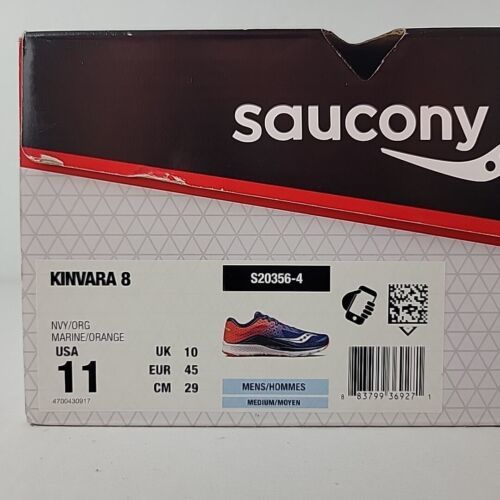 saucony
KINVARA 8
S20356-4
NVY/ORG
MARINE/ORANGE
USA
11
UK 10
EUR 45
CM 29
4700430917
MENS/HOMMES
MEDIUM/MOYEN
8 83799 36927 1